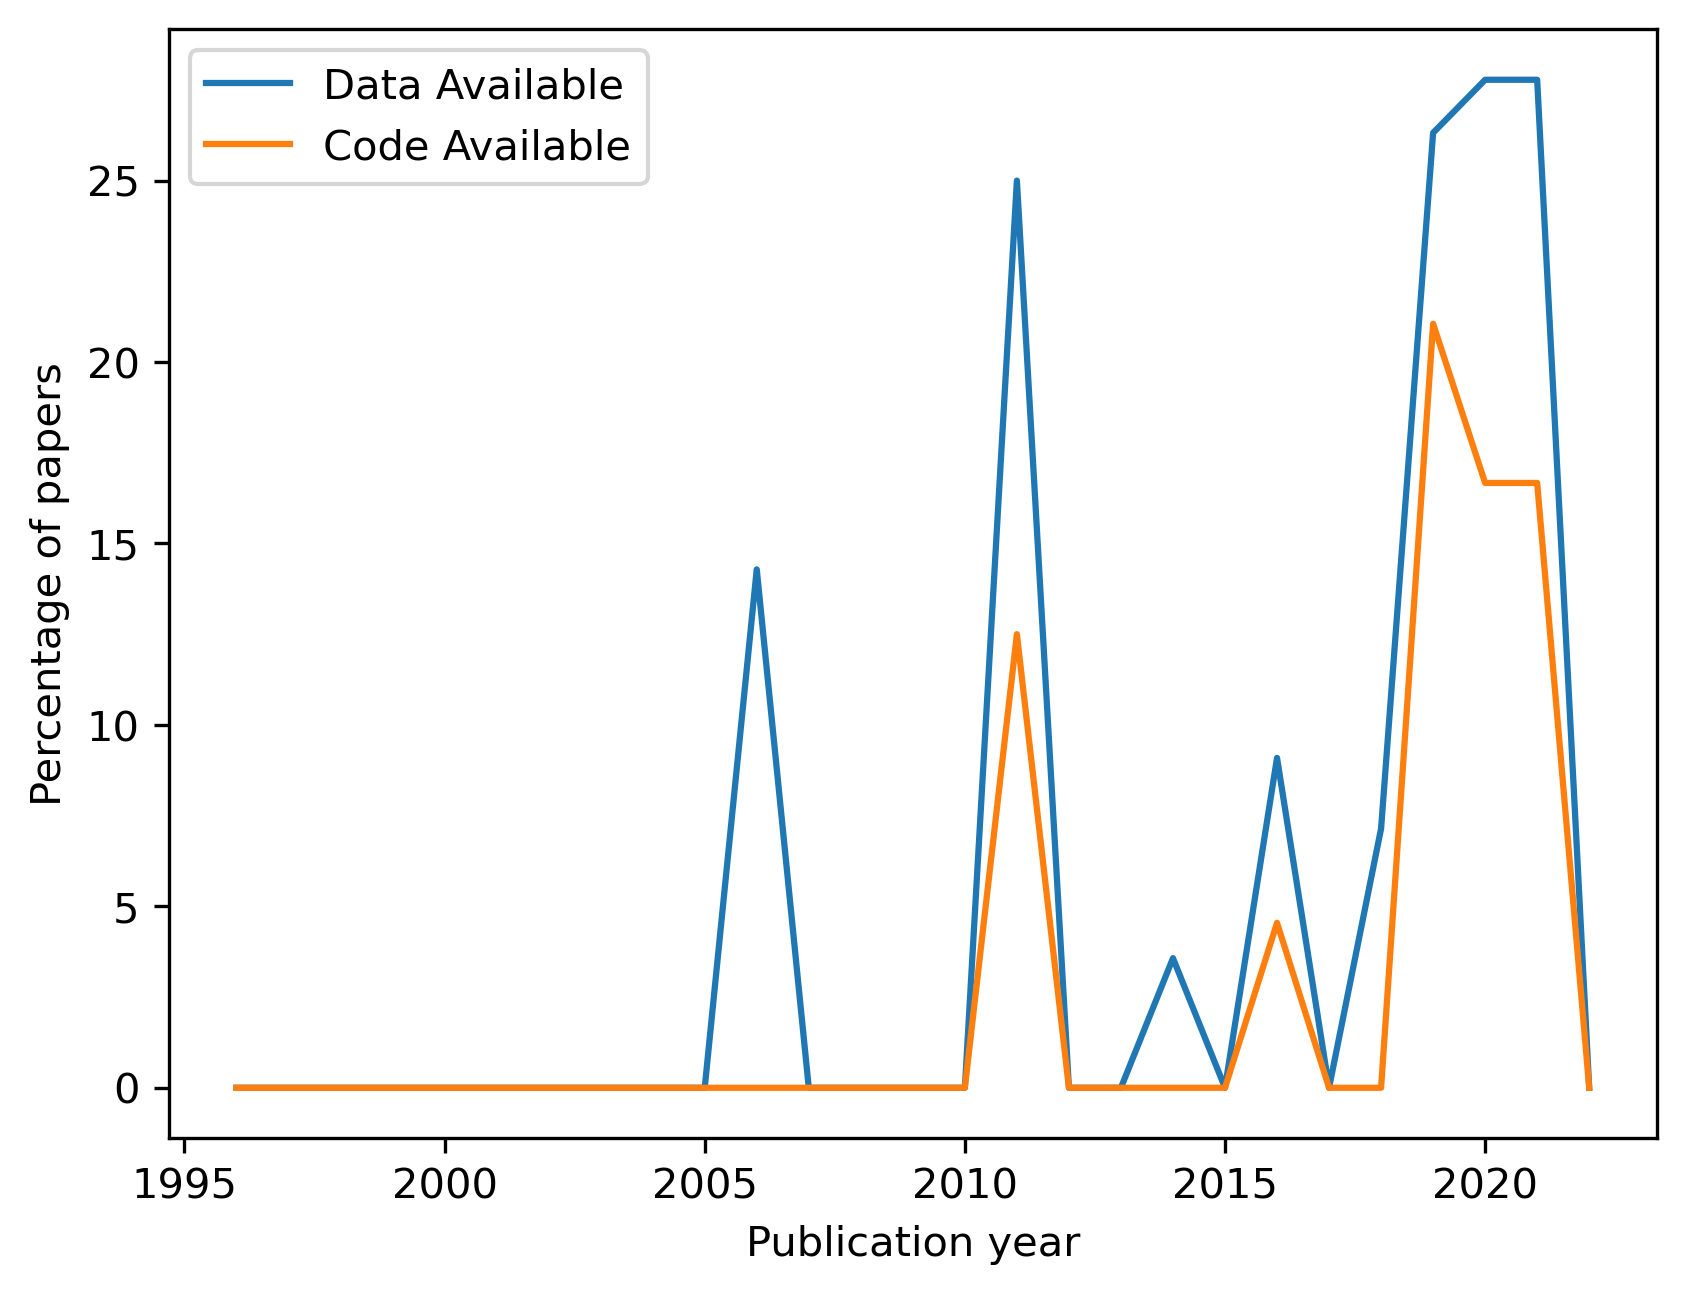 Data Available
Code Available
25
20
15
10
5
0
Percentage of papers
1995 2000 2005 2010 2015 2020
Publication year